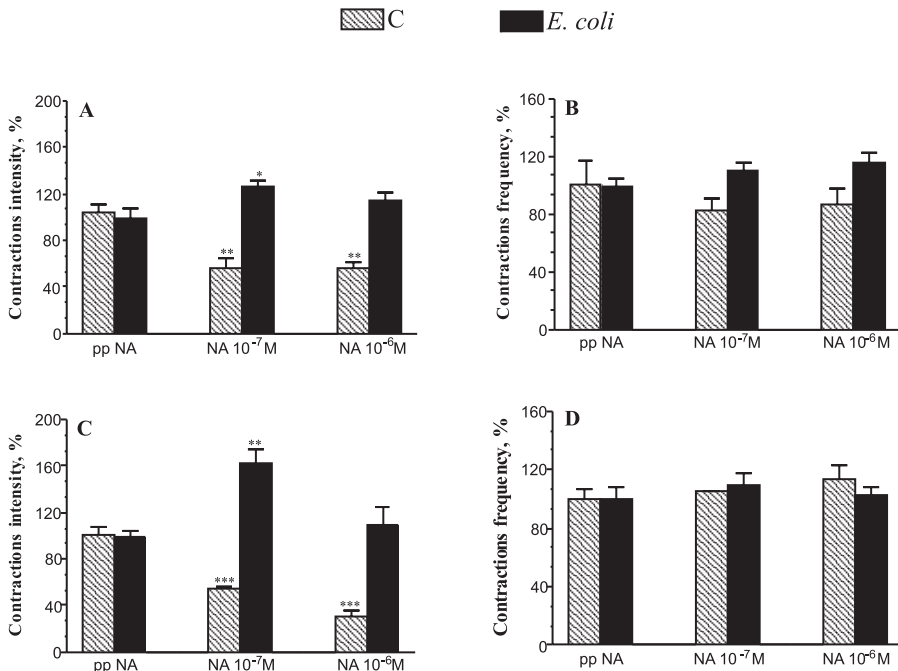 C
E. coli
A
Contractions intensity, %
200
160
120
80
40
0
*
**
**
pp NA
NA 10⁻⁷M
NA 10⁻⁶M
B
Contractions frequency, %
160
120
80
40
0
pp NA
NA 10⁻⁷M
NA 10⁻⁶M
C
Contractions intensity, %
200
160
120
80
40
0
**
***
***
pp NA
NA 10⁻⁷M
NA 10⁻⁶M
D
Contractions frequency, %
160
120
80
40
0
pp NA
NA 10⁻⁷M
NA 10⁻⁶M